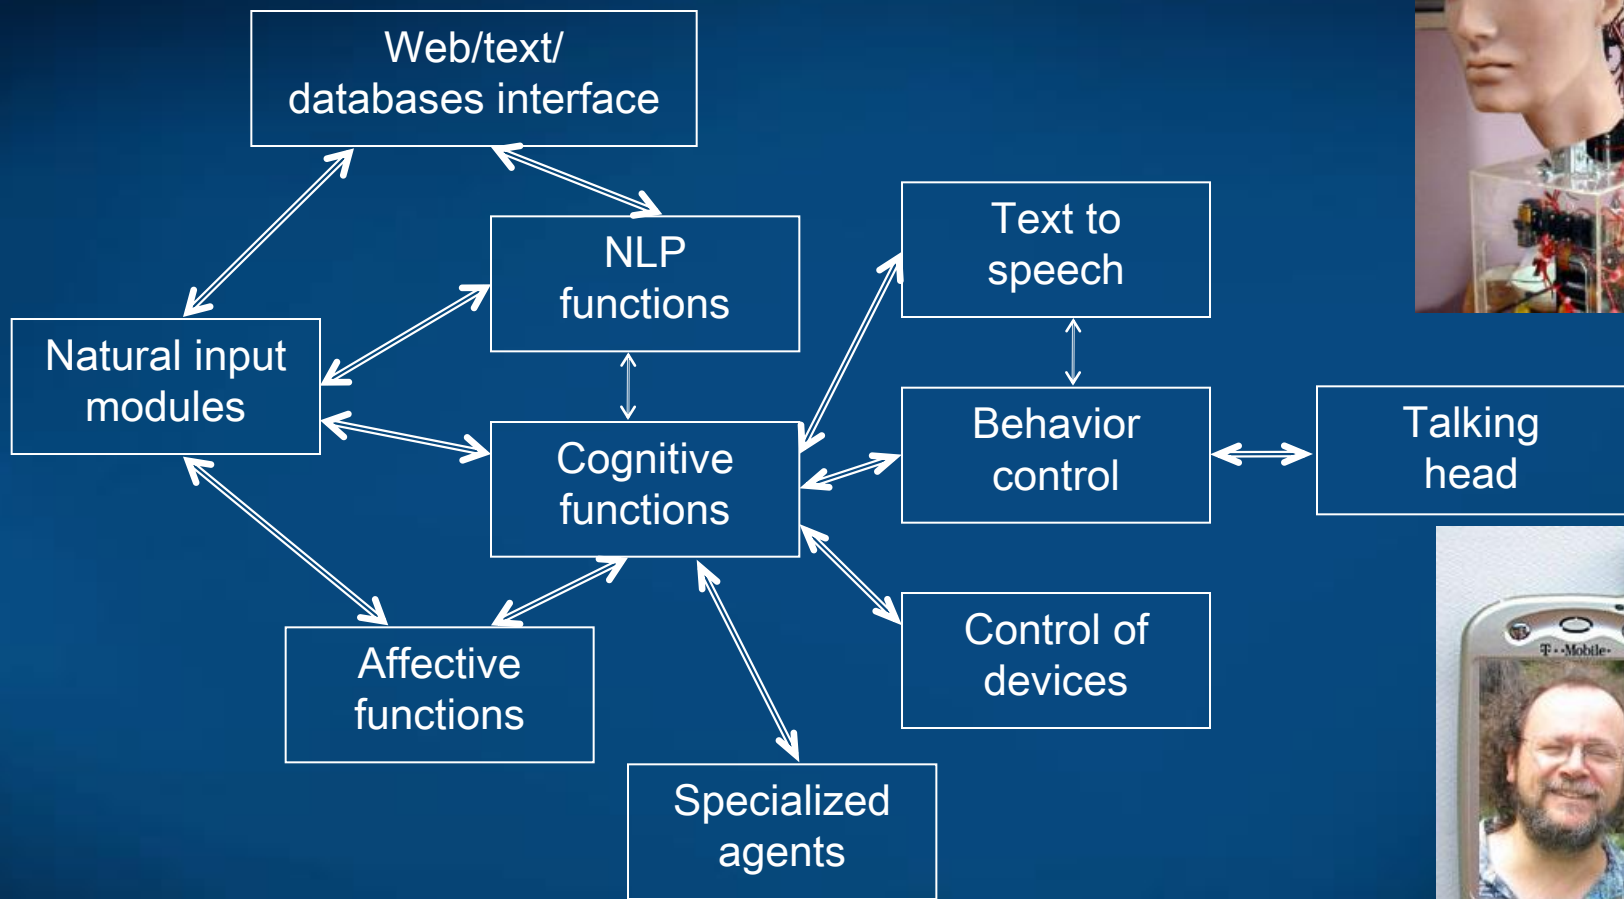 Web/text/
databases interface
Text to
speech
NLP
functions
Natural input
modules
Behavior
control
Talking
head
Cognitive
functions
Control of
devices
T··Mobile·
Affective
functions
Specialized
agents